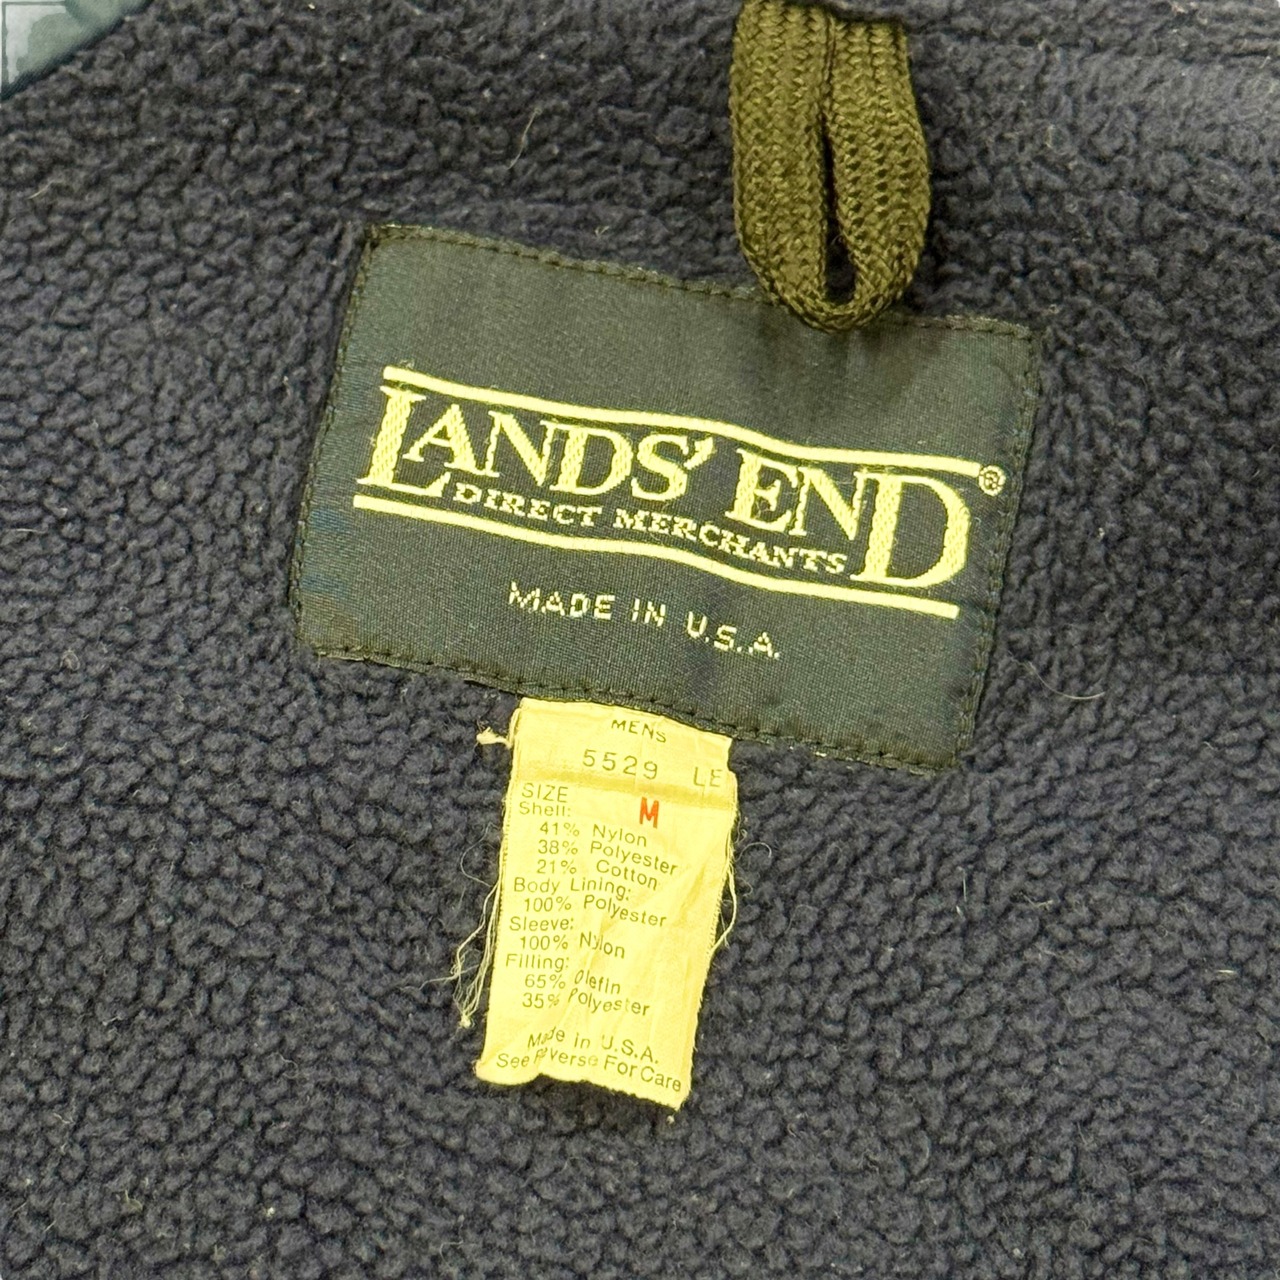 LANDS' END®
DIRECT MERCHANTS
MADE IN U.S.A.
MENS
5529 LE
SIZE M
Shell:
41% Nylon
38% Polyester
21% Cotton
Body Lining:
100% Polyester
Sleeve:
100% Nylon
Filling:
65% Olefin
35% Polyester
Made in U.S.A.
See Reverse For Care